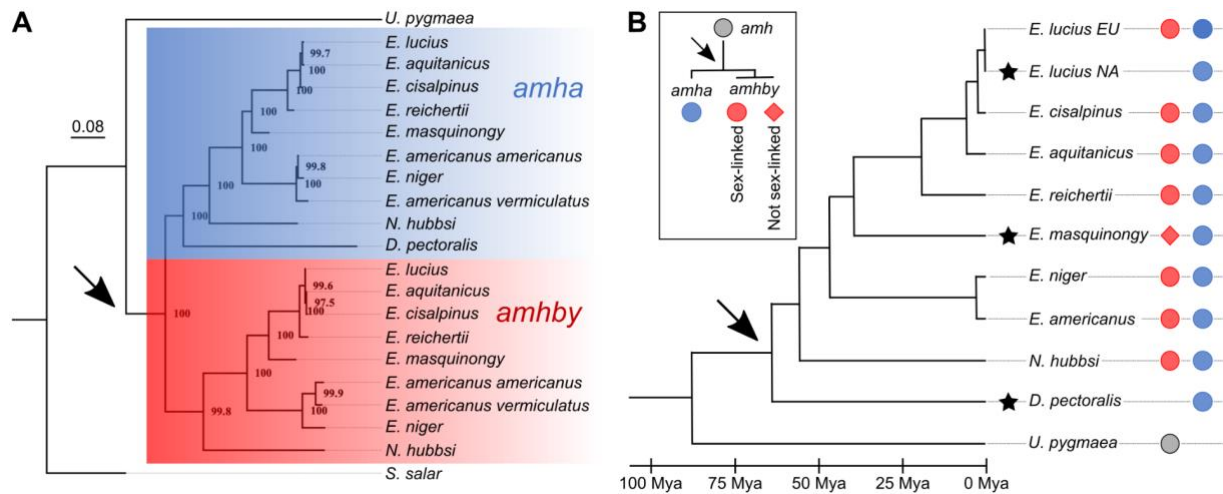 A
U. pygmaea
E. lucius
99.7
E. aquitanicus
100
E. cisalpinus
amha
100
E. reichertii
100
0.08
E. masquinongy
100
E. americanus americanus
99.8
E. niger
100
100
E. americanus vermiculatus
100
N. hubbsi
D. pectoralis
E. lucius
99.6
E. aquitanicus
97.5
amhby
100
E. cisalpinus
100
100
E. reichertii
E. masquinongy
100
E. americanus americanus
99.9
E. americanus vermiculatus
99.8
100
E. niger
N. hubbsi
S. salar
B
amh
amha
amhby
Sex-linked
Not sex-linked
E. lucius EU
E. lucius NA
E. cisalpinus
E. aquitanicus
E. reichertii
E. masquinongy
E. niger
E. americanus
N. hubbsi
D. pectoralis
U. pygmaea
100 Mya
75 Mya
50 Mya
25 Mya
0 Mya